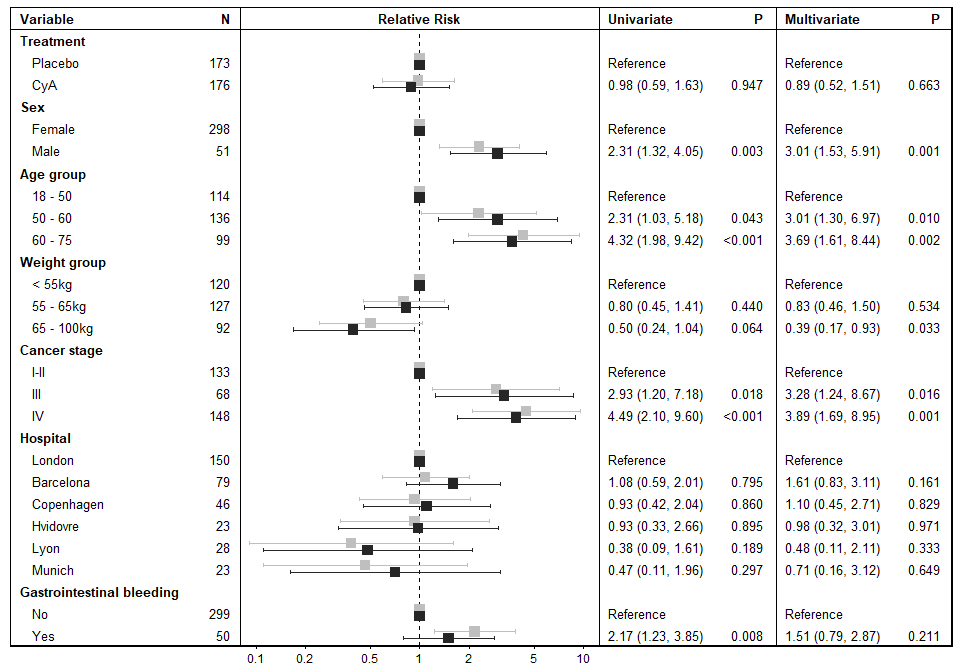 Variable N Relative Risk Univariate P Multivariate P
Treatment
Placebo 173 Reference Reference
CyA 176 0.98 (0.59, 1.63) 0.947 0.89 (0.52, 1.51) 0.663
Sex
Female 298 Reference Reference
Male 51 2.31 (1.32, 4.05) 0.003 3.01 (1.53, 5.91) 0.001
Age group
18 - 50 114 Reference Reference
50 - 60 136 2.31 (1.03, 5.18) 0.043 3.01 (1.30, 6.97) 0.010
60 - 75 99 4.32 (1.98, 9.42) <0.001 3.69 (1.61, 8.44) 0.002
Weight group
< 55kg 120 Reference Reference
55 - 65kg 127 0.80 (0.45, 1.41) 0.440 0.83 (0.46, 1.50) 0.534
65 - 100kg 92 0.50 (0.24, 1.04) 0.064 0.39 (0.17, 0.93) 0.033
Cancer stage
I-II 133 Reference Reference
III 68 2.93 (1.20, 7.18) 0.018 3.28 (1.24, 8.67) 0.016
IV 148 4.49 (2.10, 9.60) <0.001 3.89 (1.69, 8.95) 0.001
Hospital
London 150 Reference Reference
Barcelona 79 1.08 (0.59, 2.01) 0.795 1.61 (0.83, 3.11) 0.161
Copenhagen 46 0.93 (0.42, 2.04) 0.860 1.10 (0.45, 2.71) 0.829
Hvidovre 23 0.93 (0.33, 2.66) 0.895 0.98 (0.32, 3.01) 0.971
Lyon 28 0.38 (0.09, 1.61) 0.189 0.48 (0.11, 2.11) 0.333
Munich 23 0.47 (0.11, 1.96) 0.297 0.71 (0.16, 3.12) 0.649
Gastrointestinal bleeding
No 299 Reference Reference
Yes 50 2.17 (1.23, 3.85) 0.008 1.51 (0.79, 2.87) 0.211
0.1 0.2 0.5 1 2 5 10